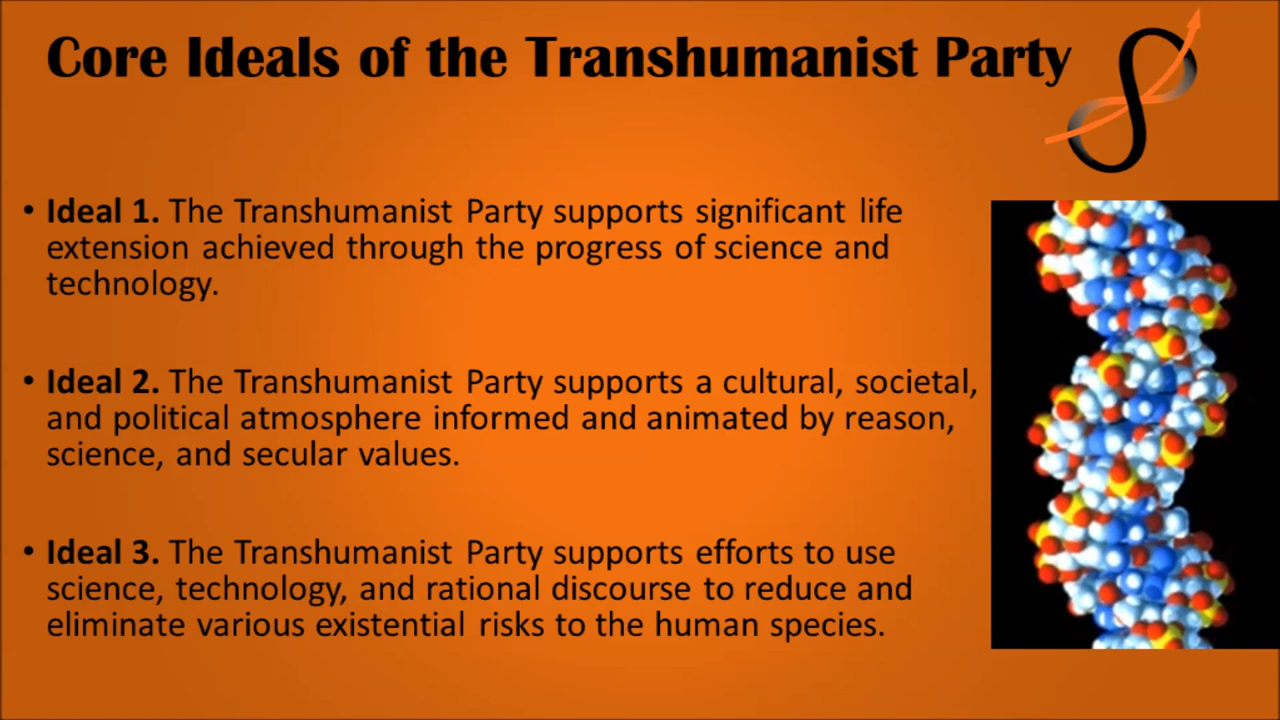 Core Ideals of the Transhumanist Party
• Ideal 1. The Transhumanist Party supports significant life
extension achieved through the progress of science and
technology.
• Ideal 2. The Transhumanist Party supports a cultural, societal,
and political atmosphere informed and animated by reason,
science, and secular values.
• Ideal 3. The Transhumanist Party supports efforts to use
science, technology, and rational discourse to reduce and
eliminate various existential risks to the human species.